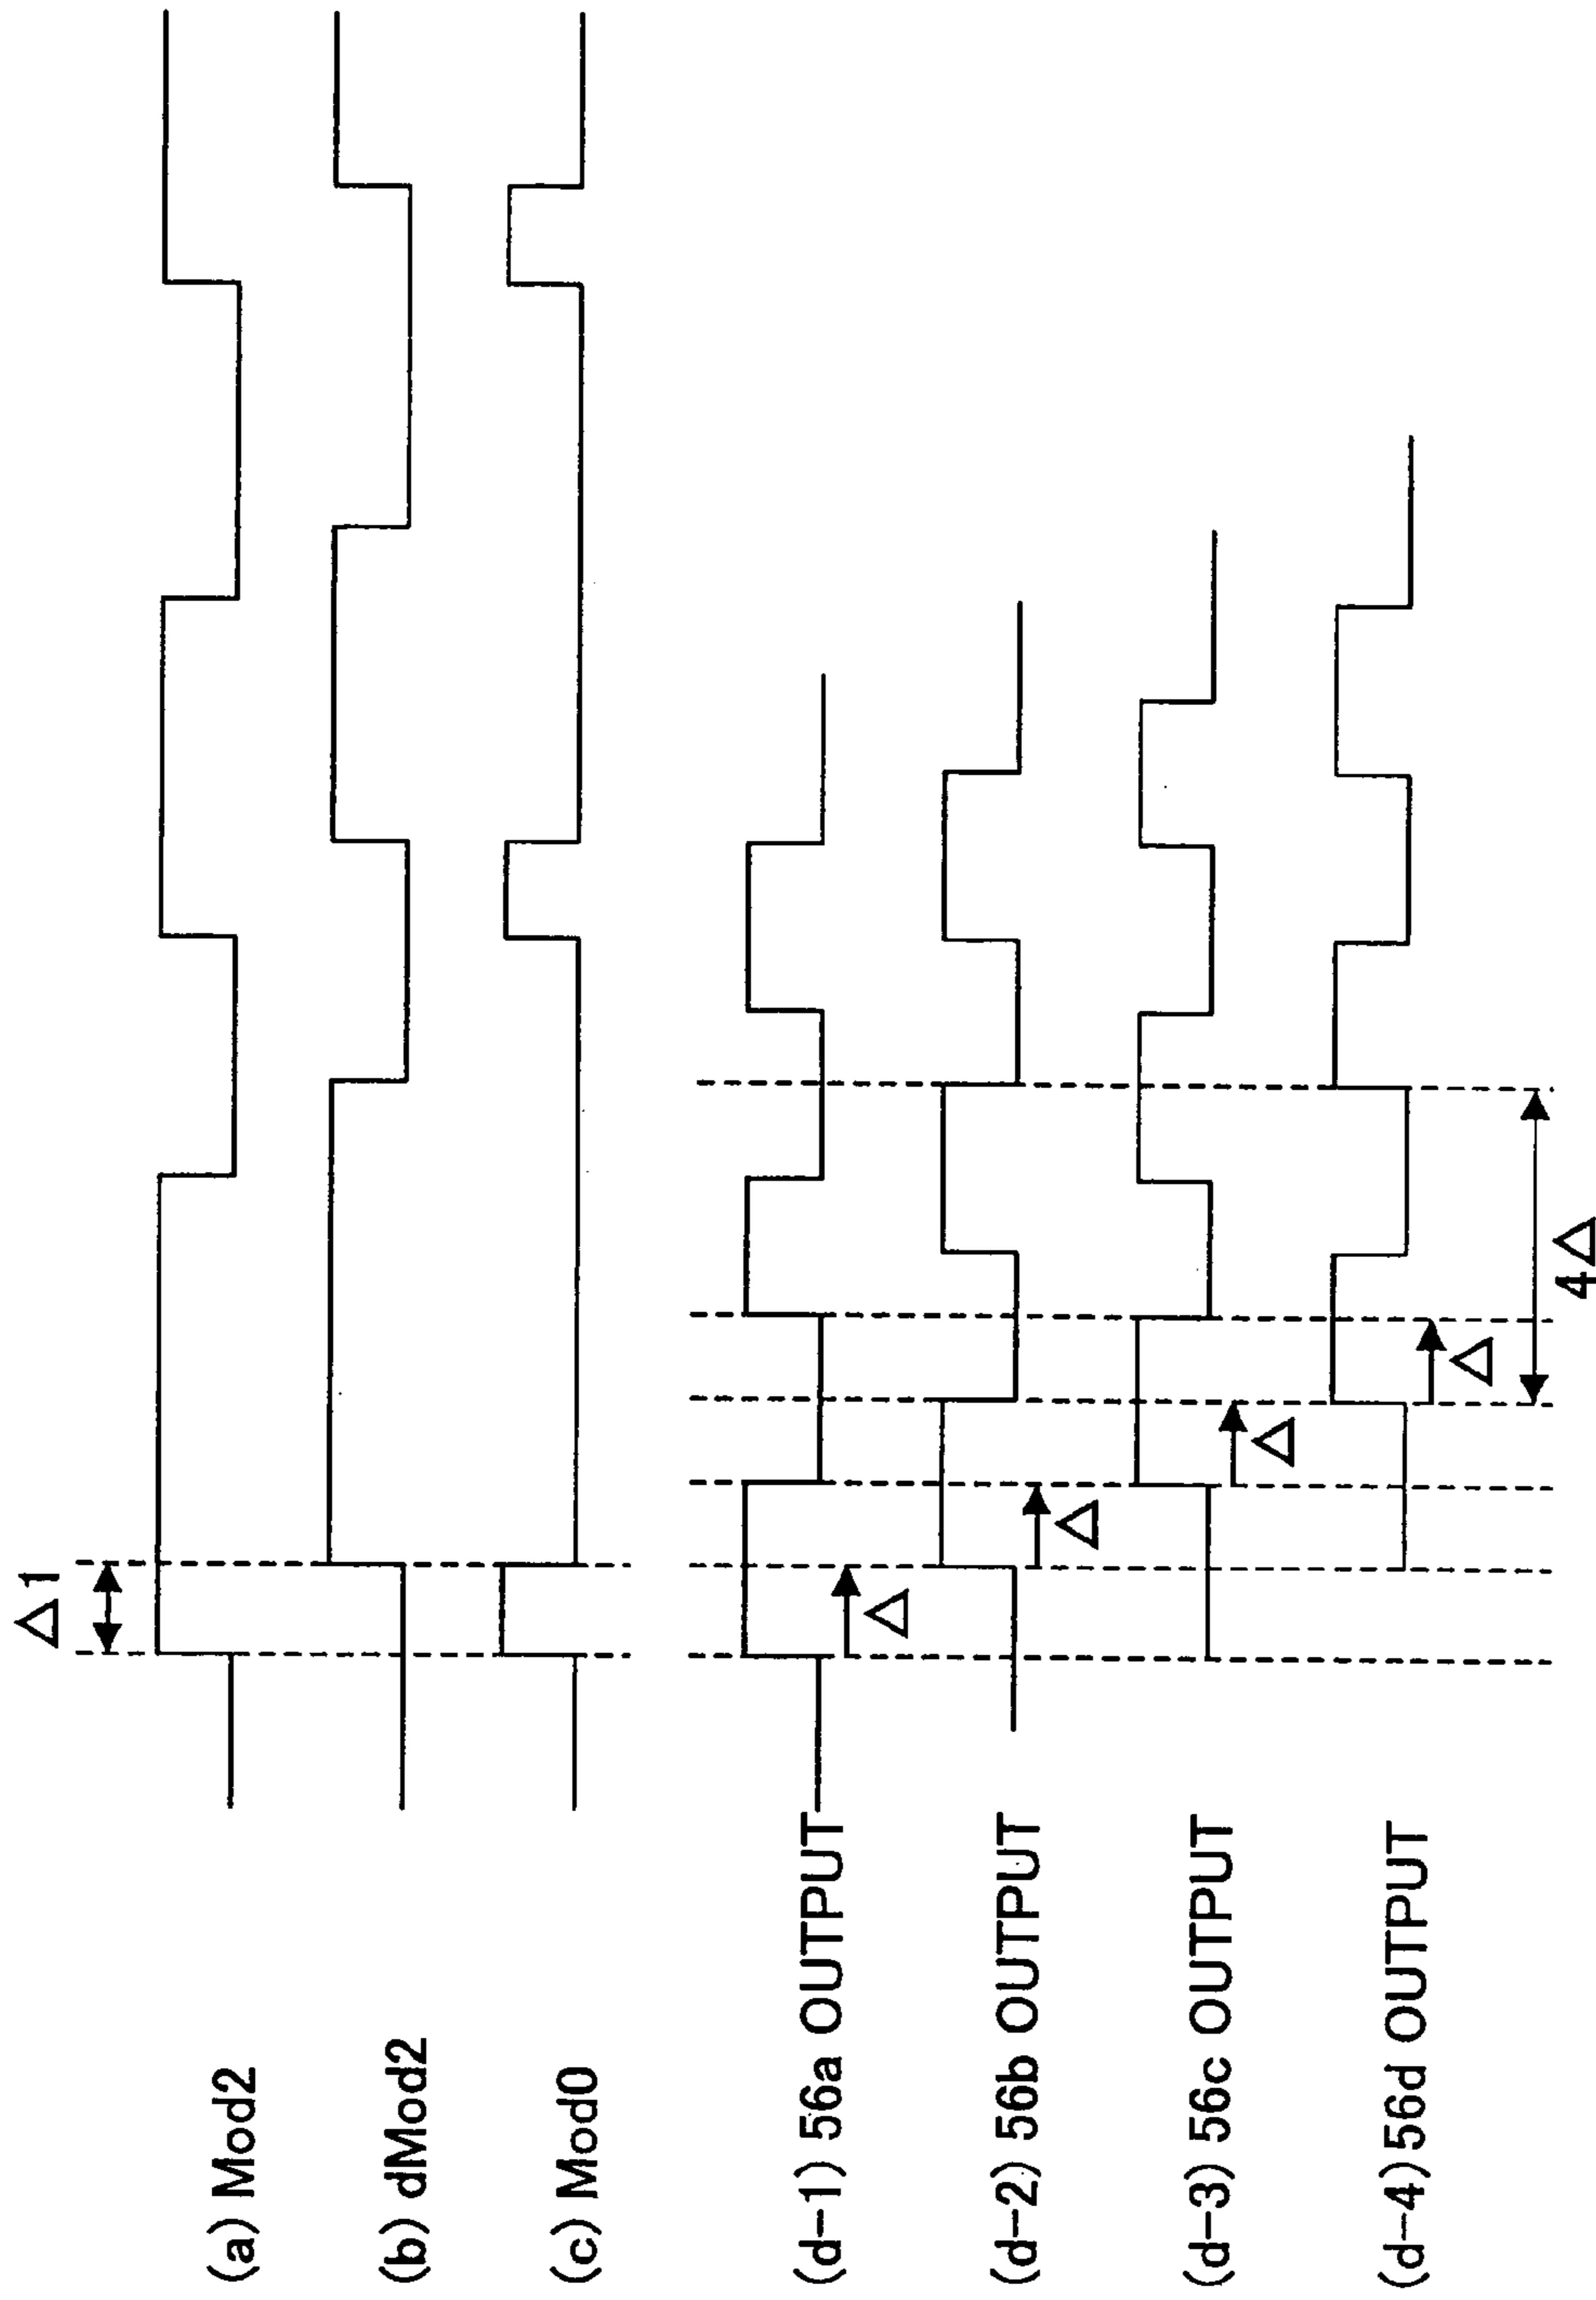 Δ1
(a) Mod2
(b) dMod2
(c) Mod0
(d-1) 56a OUTPUT
Δ
(d-2) 56b OUTPUT
Δ
(d-3) 56c OUTPUT
Δ
(d-4) 56d OUTPUT
Δ
4Δ